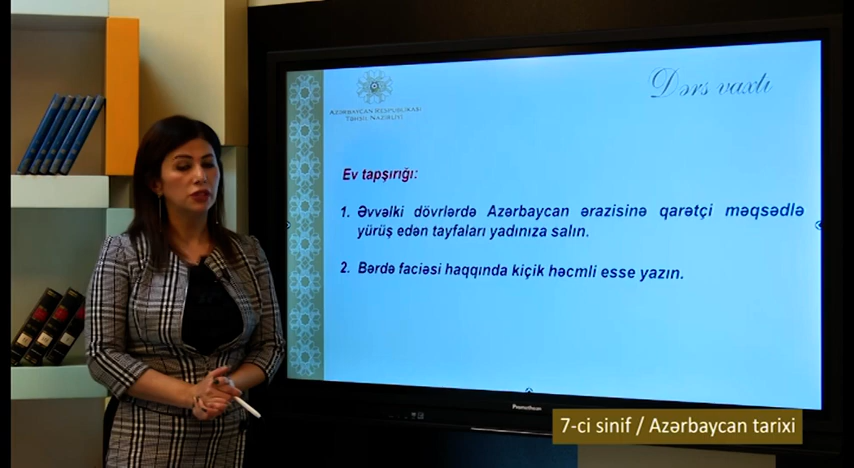 Dərs vaxtı
AZƏRBAYCAN RESPUBLİKASI
TƏHSİL NAZİRLİYİ
Ev tapşırığı:
1. Əvvəlki dövrlərdə Azərbaycan ərazisinə qarətçi məqsədlə
yürüş edən tayfaları yadınıza salın.
2. Bərdə faciəsi haqqında kiçik həcmli esse yazın.
Promethean
7-ci sinif / Azərbaycan tarixi